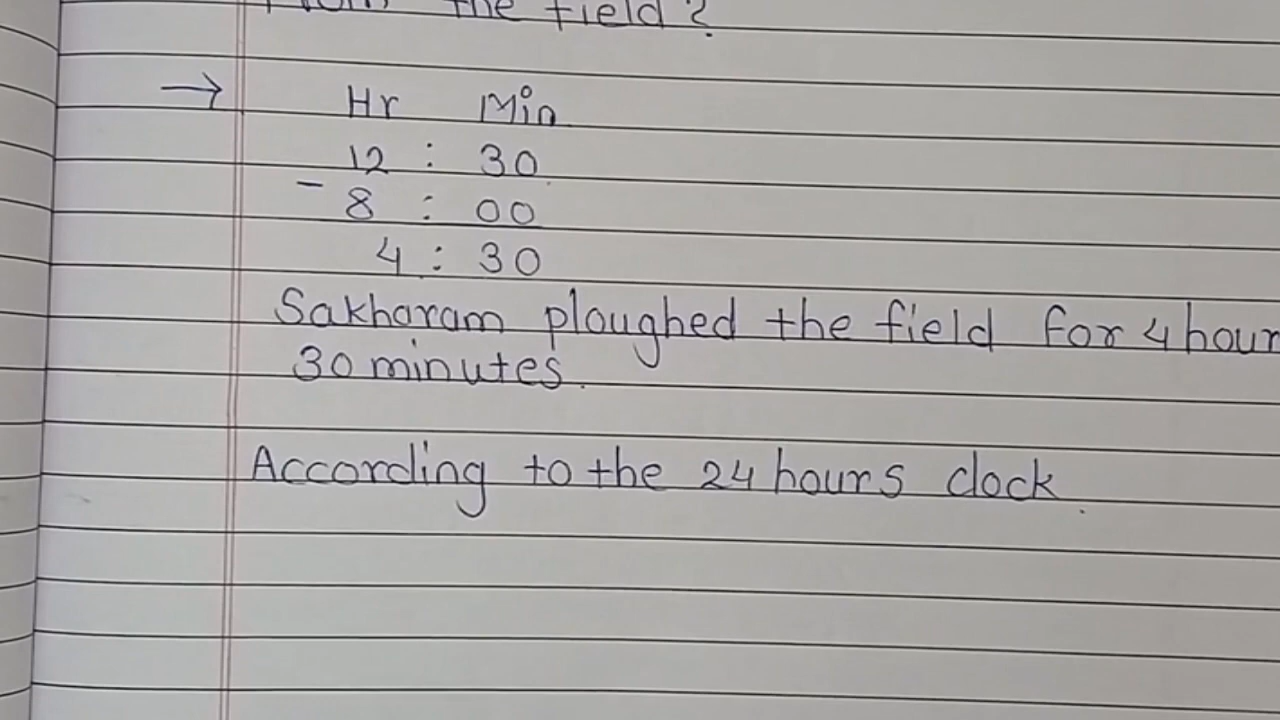 from the field?
→ Hr Min
12 : 30
- 8 : 00
4 : 30
Sakharam ploughed the field for 4 hour
30 minutes.
According to the 24 hours clock.